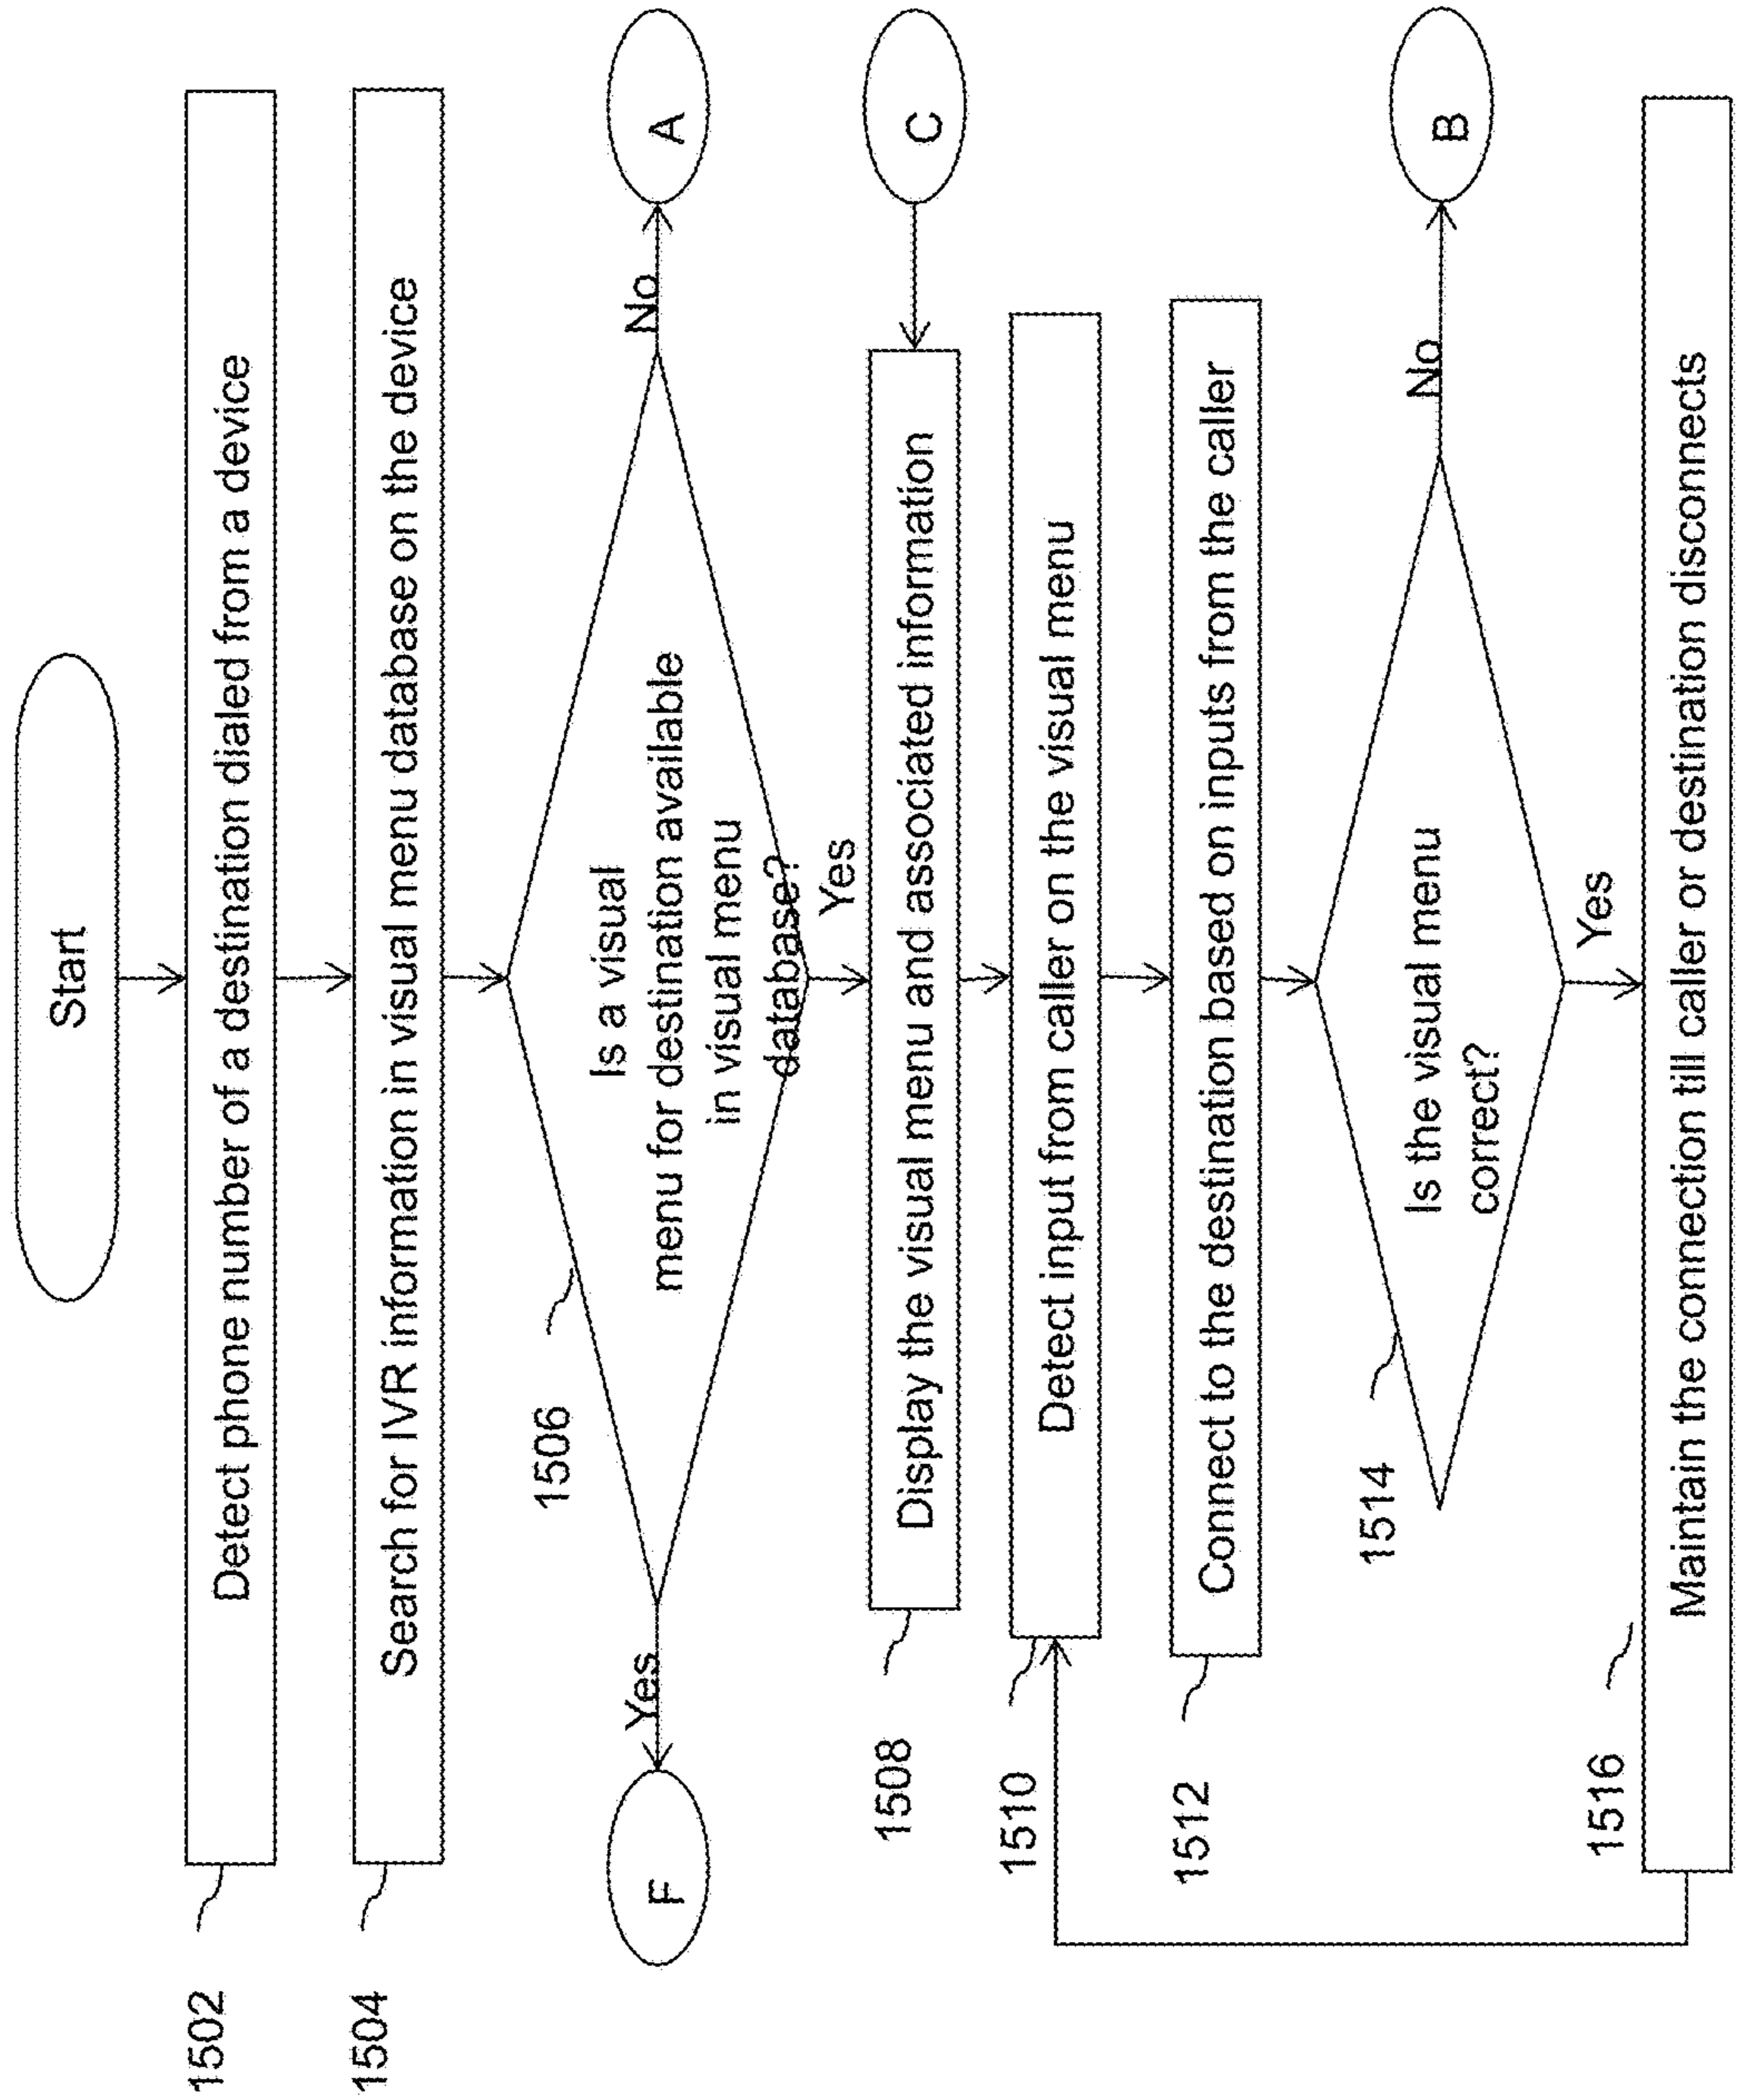 Start
1502
Detect phone number of a destination dialed from a device
1504
Search for IVR information in visual menu database on the device
1506
Is a visual
menu for destination available
in visual menu
database?
F
Yes
No
A
Yes
1508
Display the visual menu and associated information
C
1510
Detect input from caller on the visual menu
1512
Connect to the destination based on inputs from the caller
1514
Is the visual menu
correct?
No
B
Yes
1516
Maintain the connection till caller or destination disconnects